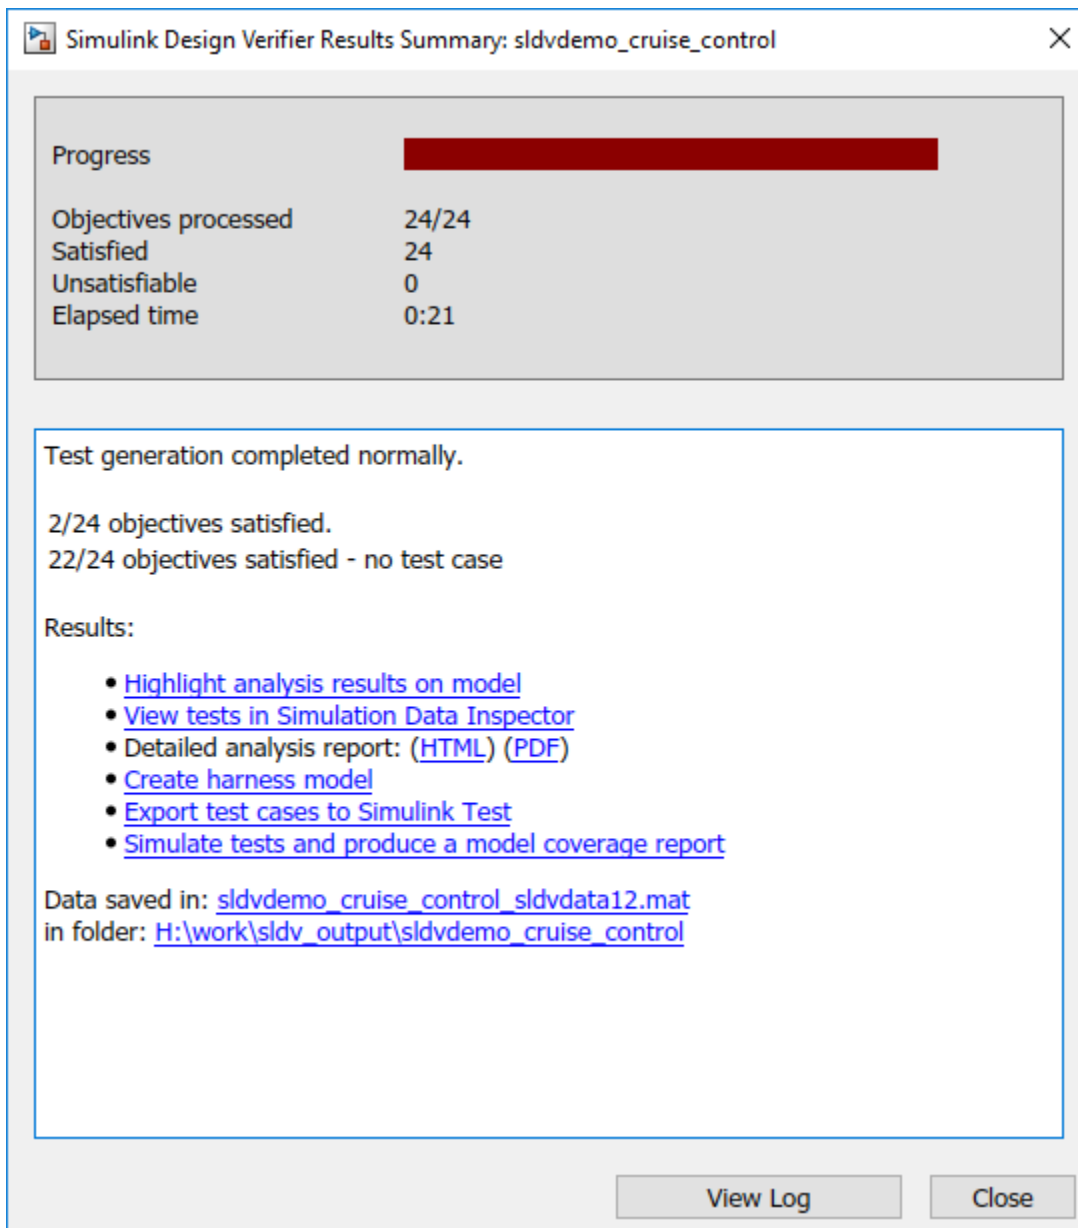 Simulink Design Verifier Results Summary: sldvdemo_cruise_control
Progress
Objectives processed 24/24
Satisfied 24
Unsatisfiable 0
Elapsed time 0:21
Test generation completed normally.
2/24 objectives satisfied.
22/24 objectives satisfied - no test case
Results:
• Highlight analysis results on model
• View tests in Simulation Data Inspector
• Detailed analysis report: (HTML) (PDF)
• Create harness model
• Export test cases to Simulink Test
• Simulate tests and produce a model coverage report
Data saved in: sldvdemo_cruise_control_sldvdata12.mat
in folder: H:\work\sldv_output\sldvdemo_cruise_control
View Log Close